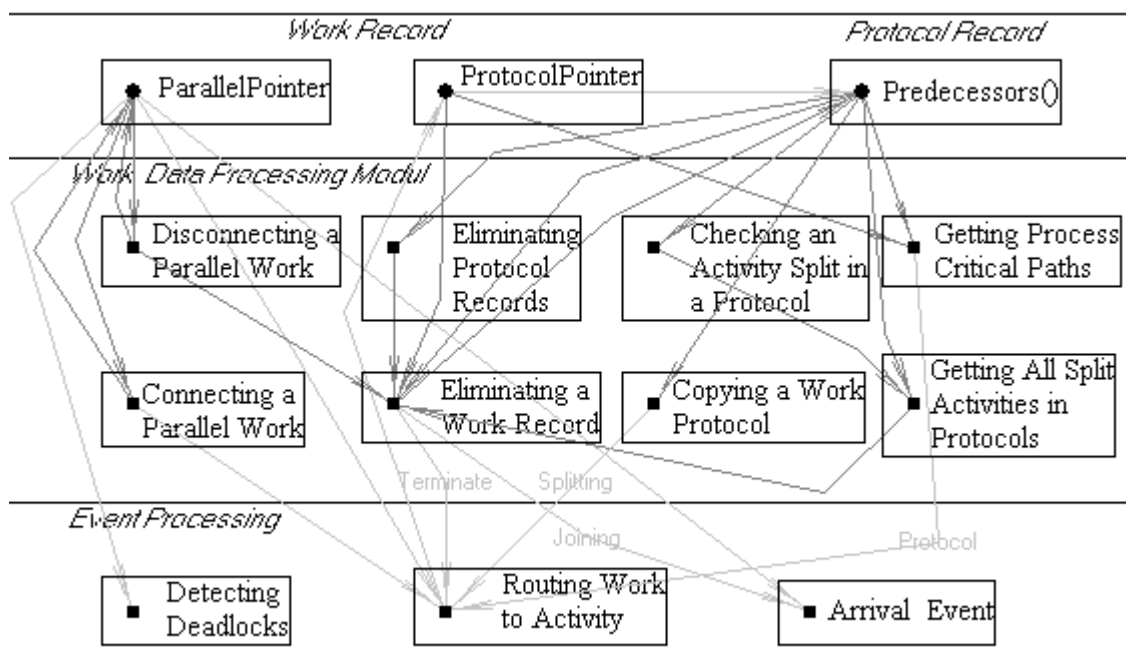 Work Record
Protocol Record
ParallelPointer
ProtocolPointer
Predecessors()
Work Data Processing Modul
Disconnecting a
Parallel Work
Eliminating
Protocol
Records
Checking an
Activity Split in
a Protocol
Getting Process
Critical Paths
Connecting a
Parallel Work
Eliminating a
Work Record
Copying a Work
Protocol
Getting All Split
Activities in
Protocols
Terminate
Splitting
Event Processing
Joining
Protocol
Detecting
Deadlocks
Routing Work
to Activity
Arrival Event